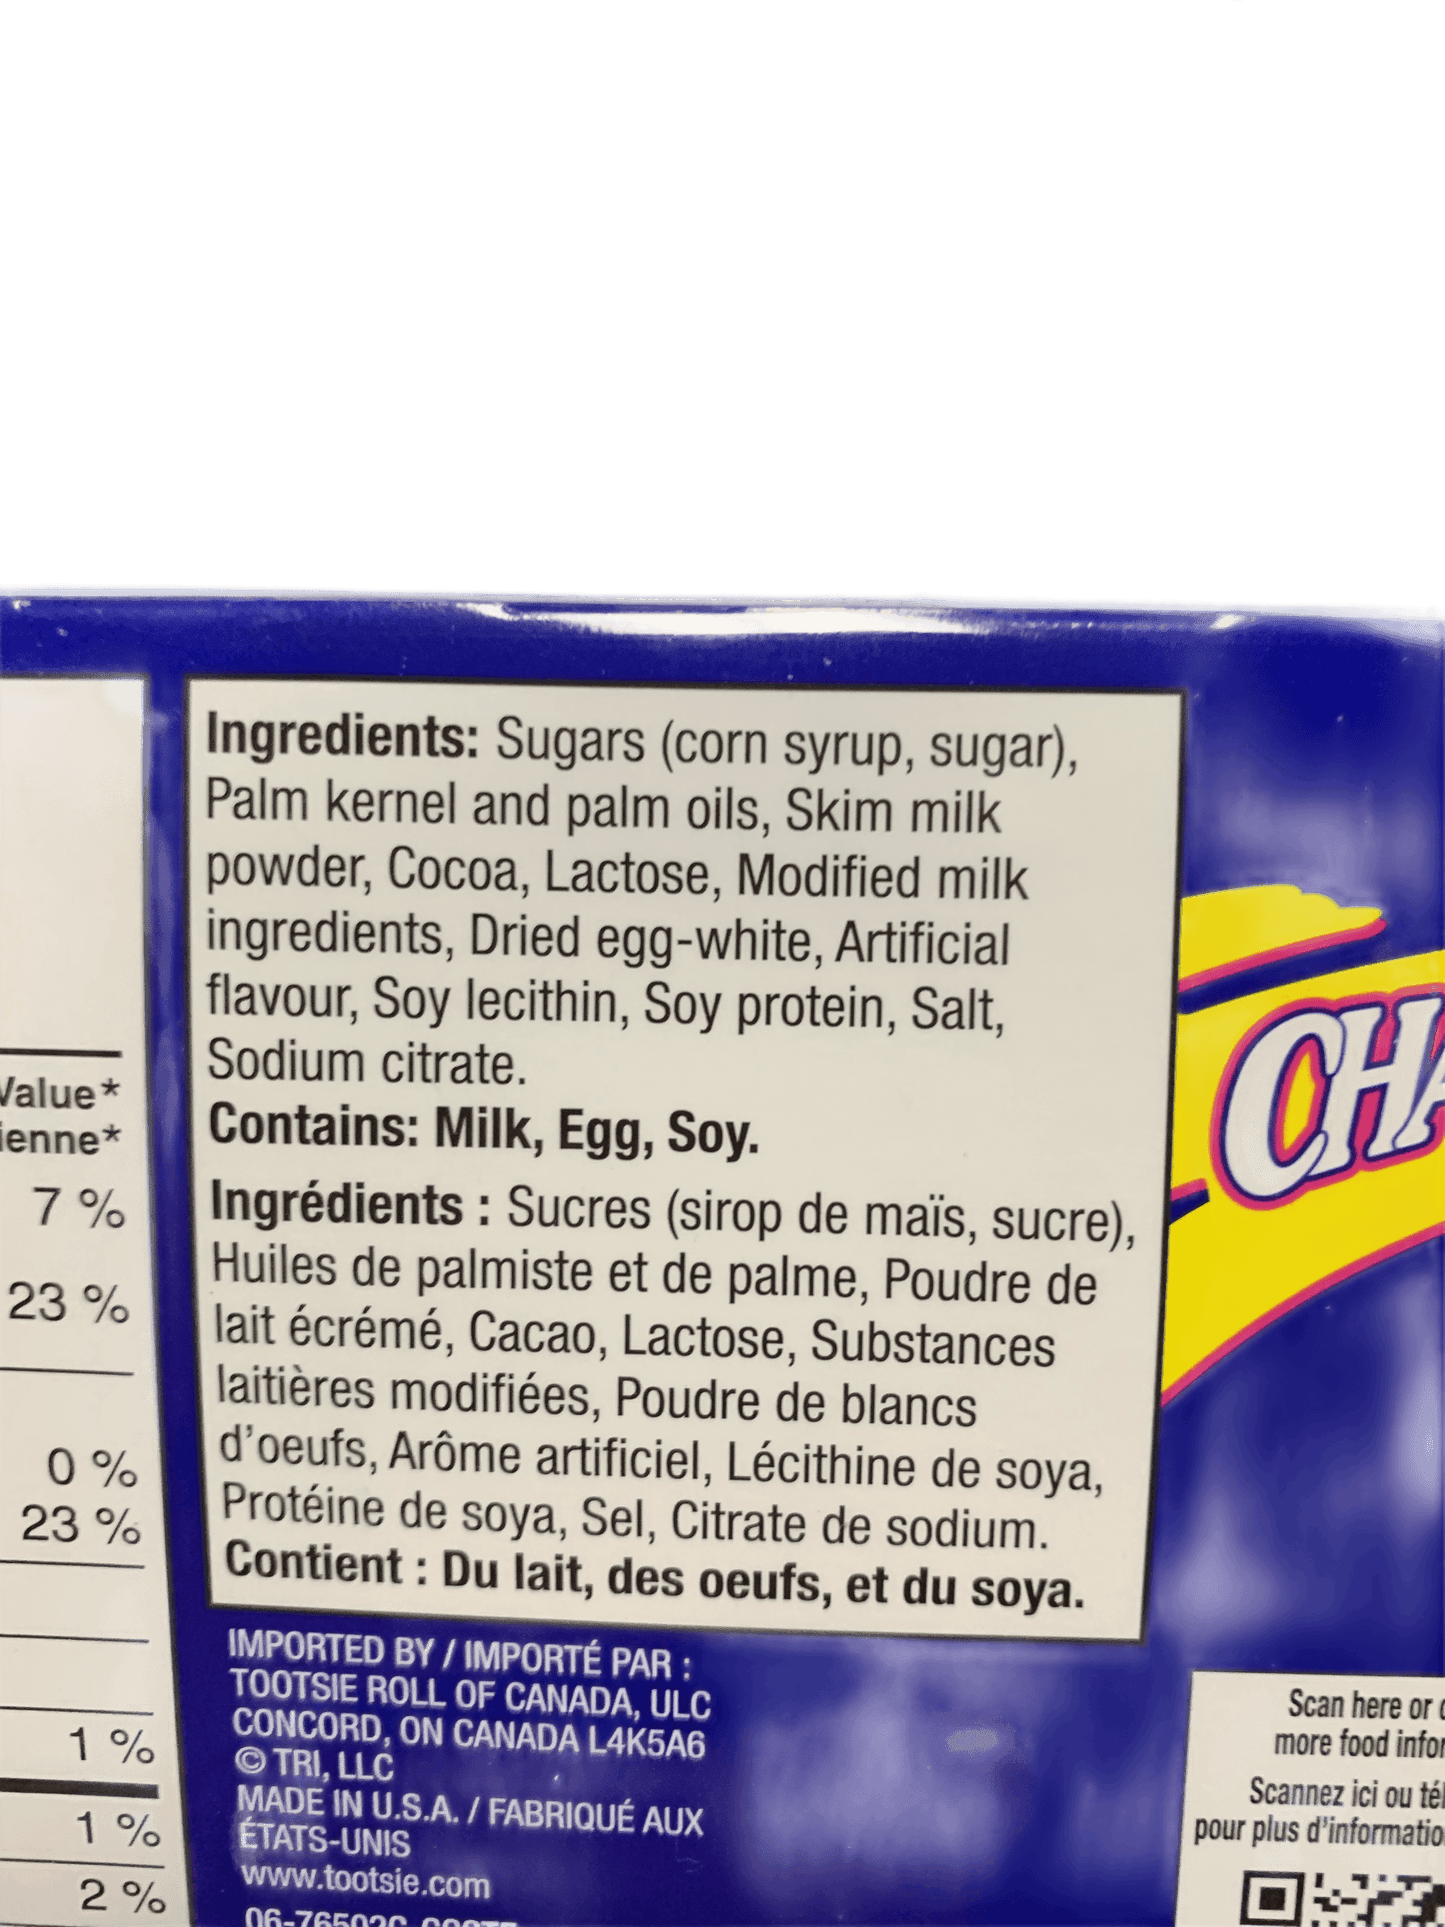 Ingredients: Sugars (corn syrup, sugar),
Palm kernel and palm oils, Skim milk
powder, Cocoa, Lactose, Modified milk
ingredients, Dried egg-white, Artificial
flavour, Soy lecithin, Soy protein, Salt,
Sodium citrate.
Contains: Milk, Egg, Soy.
Ingrédients : Sucres (sirop de maïs, sucre),
Huiles de palmiste et de palme, Poudre de
lait écrémé, Cacao, Lactose, Substances
laitières modifiées, Poudre de blancs
d'oeufs, Arôme artificiel, Lécithine de soya,
Protéine de soya, Sel, Citrate de sodium.
Contient : Du lait, des oeufs, et du soya.
IMPORTED BY / IMPORTÉ PAR :
TOOTSIE ROLL OF CANADA, ULC
CONCORD, ON CANADA L4K5A6
© TRI, LLC
MADE IN U.S.A. / FABRIQUÉ AUX
ÉTATS-UNIS
www.tootsie.com
Value*
7 %
23 %
0 %
23 %
1 %
1 %
2 %
CHA
Scan here or
more food
Scannez ici ou
pour plus